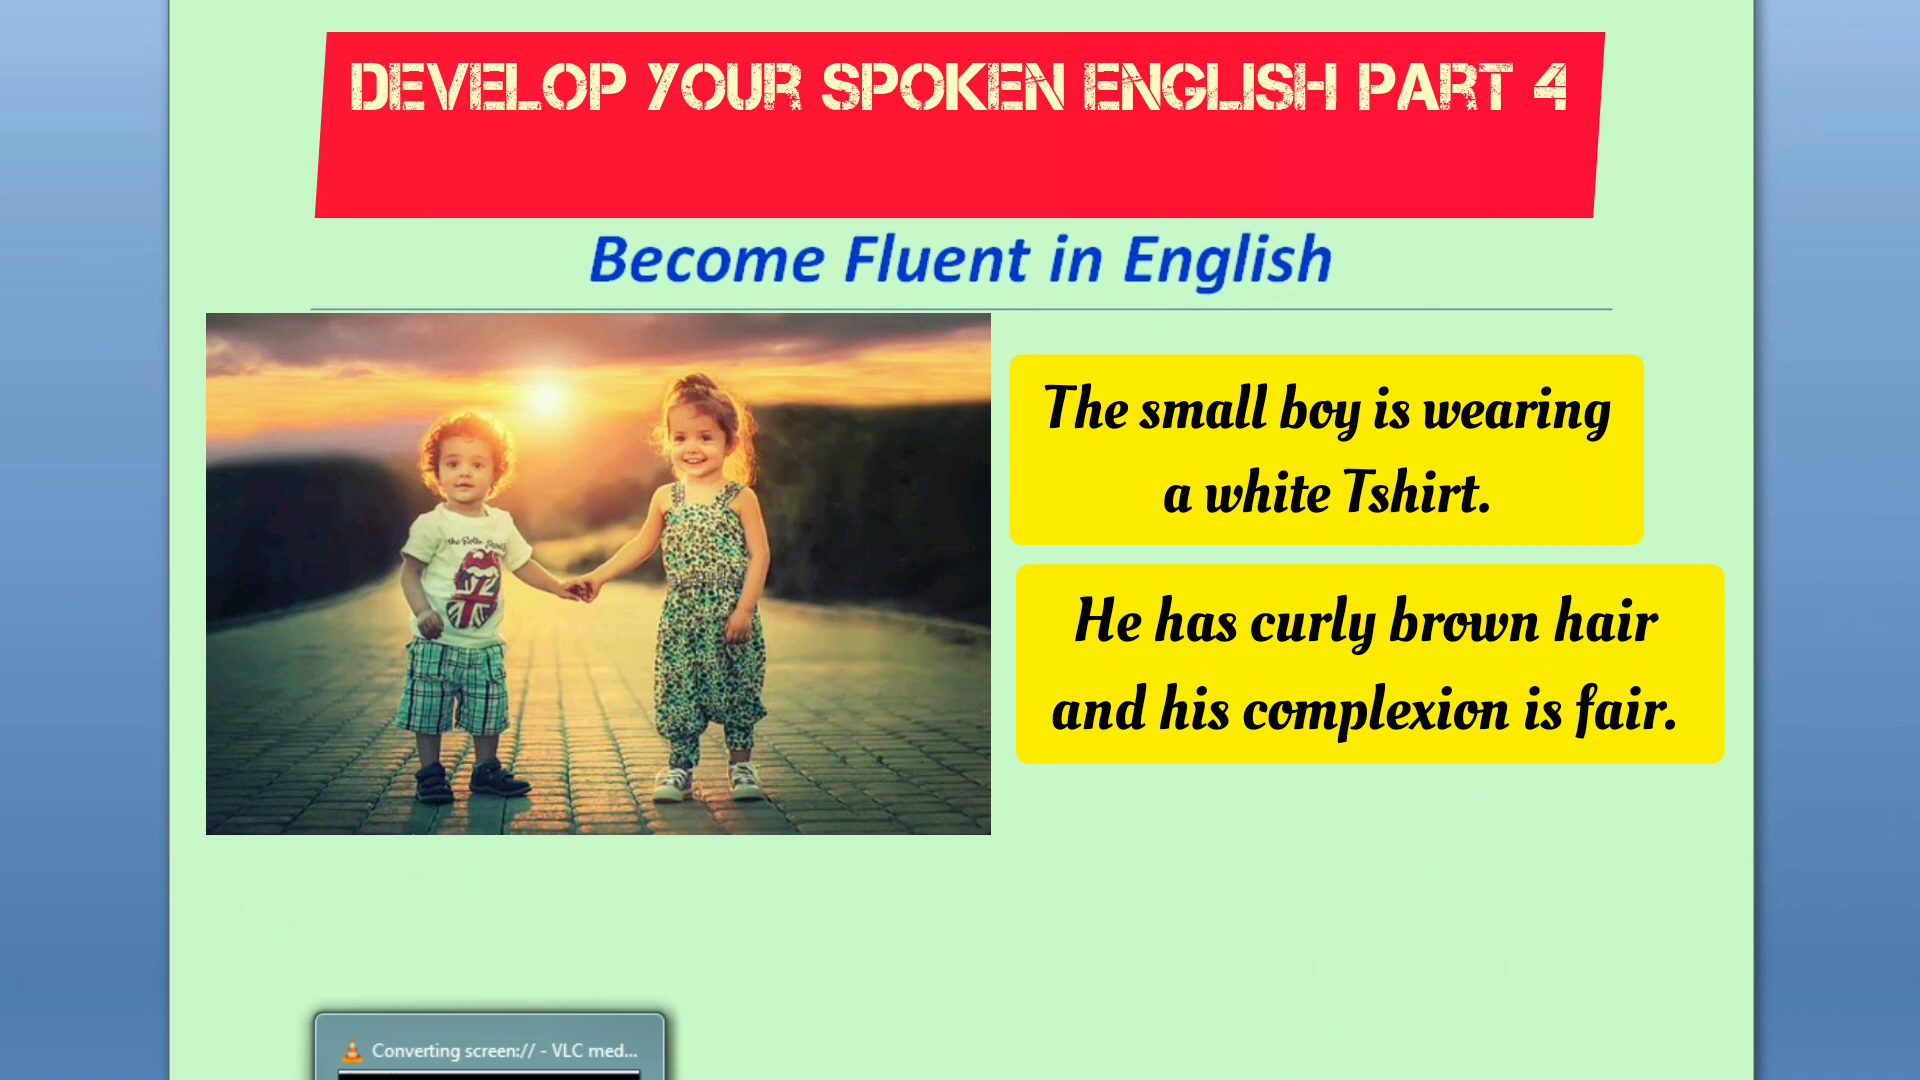 DEVELOP YOUR SPOKEN ENGLISH PART 4
Become Fluent in English
The small boy is wearing
a white Tshirt.
He has curly brown hair
and his complexion is fair.
Converting screen:// - VLC med...